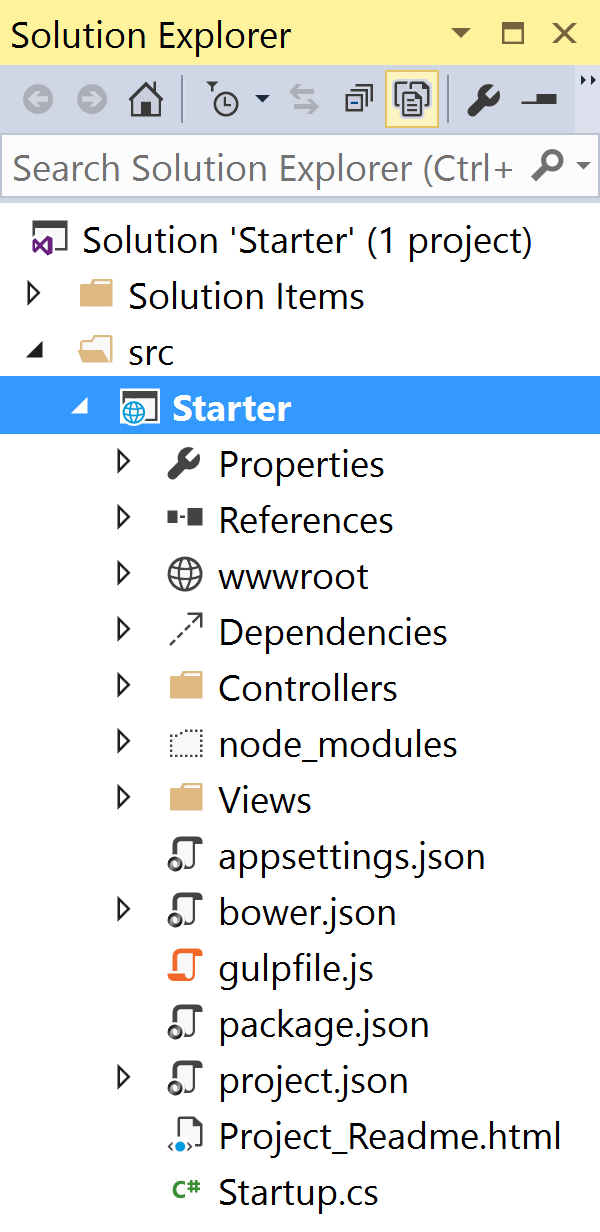 Solution Explorer
Search Solution Explorer (Ctrl+
Solution 'Starter' (1 project)
Solution Items
src
Starter
Properties
References
wwwroot
Dependencies
Controllers
node_modules
Views
appsettings.json
bower.json
gulpfile.js
package.json
project.json
Project_Readme.html
C# Startup.cs